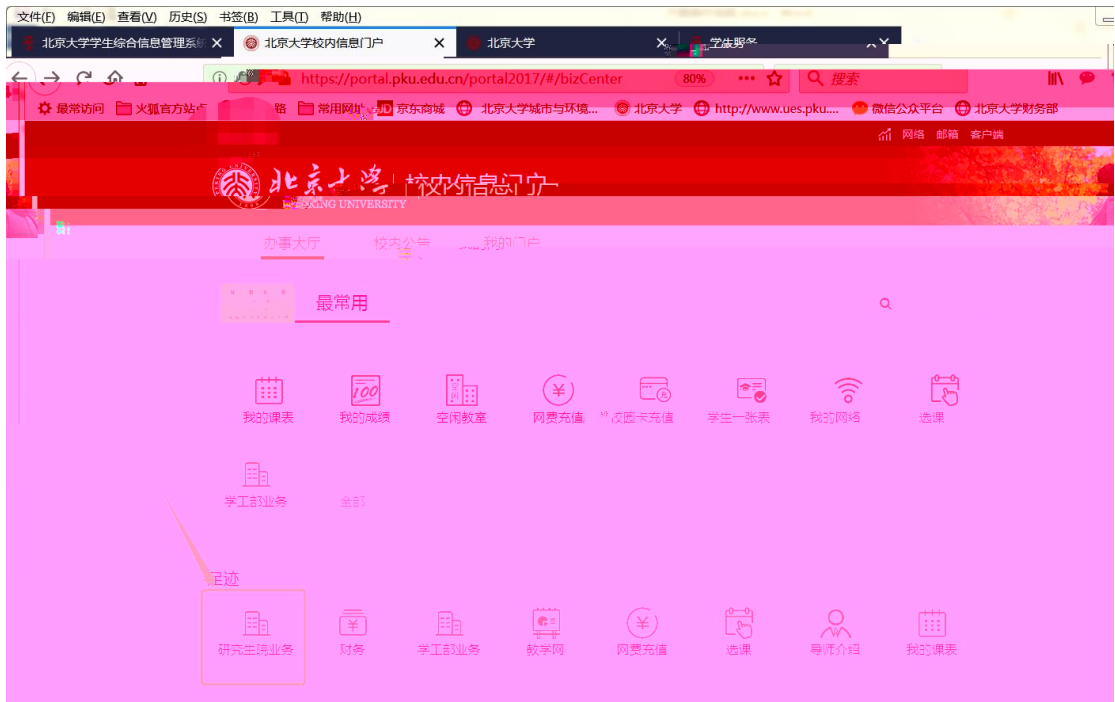 文件(F) 编辑(E) 查看(V) 历史(S) 书签(B) 工具(T) 帮助(H)
北京大学学生综合信息管理系统 北京大学校内信息门户 北京大学 学生服务
https://portal.pku.edu.cn/portal2017/#/bizCenter 80% 搜索
最常访问 火狐官方站点 常用网址 JD 京东商城 北京大学城市与环境... 北京大学 http://www.ues.pku.... 微信公众平台 北京大学财务部
网络 邮箱 客户端
北京大学 校内信息门户
PEKING UNIVERSITY
办事大厅 校内公告 我的门户
最常用
我的课表 我的成绩 空闲教室 网费充值 校园卡充值 学生一张表 我的网络 选课
学工部业务 全部
足迹
研究生院业务 财务 学工部业务 教学网 网费充值 选课 导师介绍 我的课表